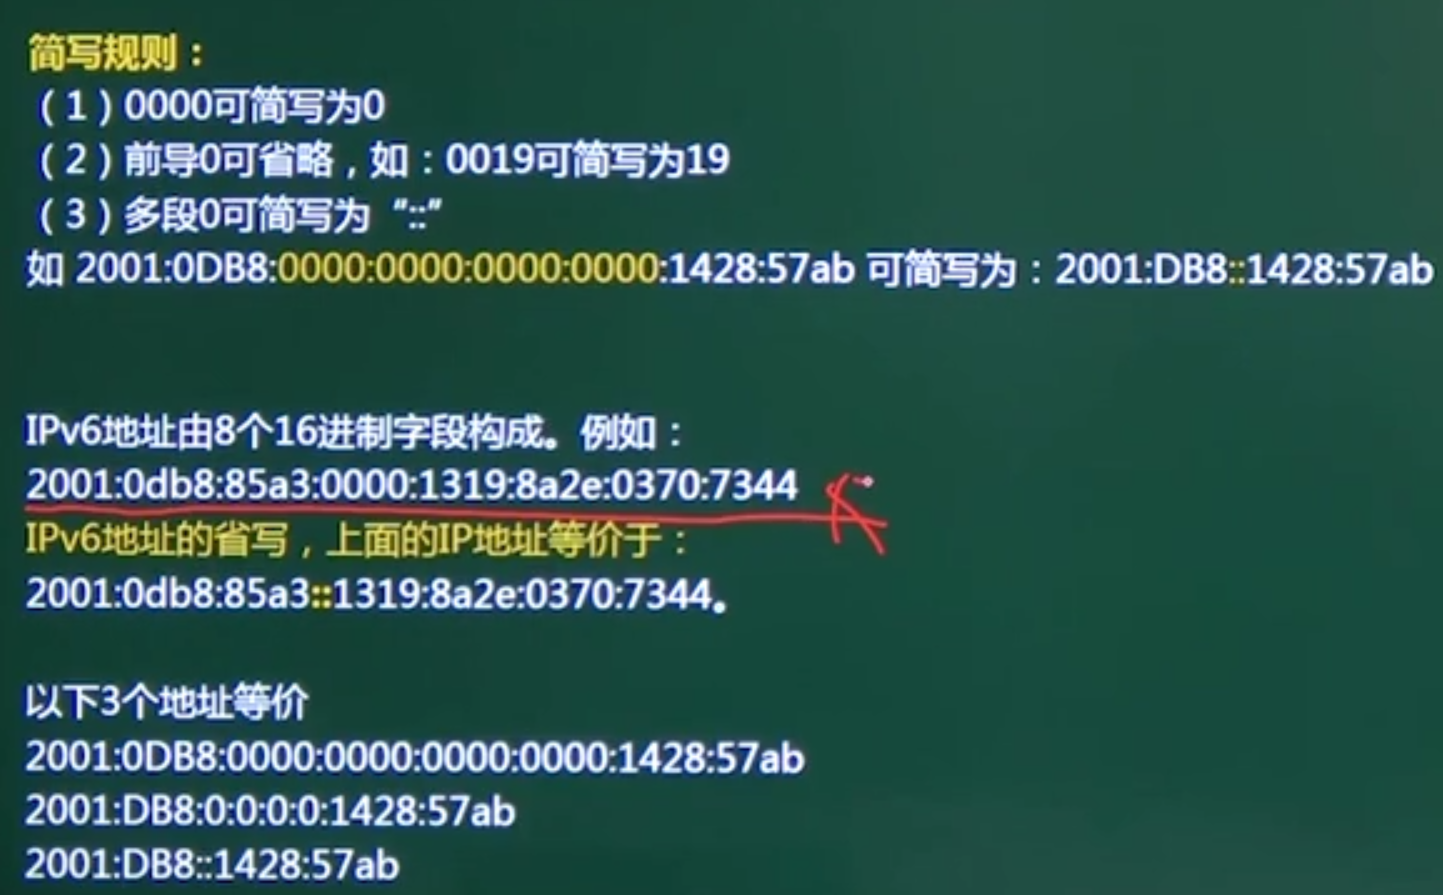 简写规则：
（1）0000可简写为0
（2）前导0可省略，如：0019可简写为19
（3）多段0可简写为“::”
如 2001:0DB8:0000:0000:0000:0000:1428:57ab 可简写为：2001:DB8::1428:57ab
IPv6地址由8个16进制字段构成。例如：
2001:0db8:85a3:0000:1319:8a2e:0370:7344
IPv6地址的省写，上面的IP地址等价于：
2001:0db8:85a3::1319:8a2e:0370:7344。
以下3个地址等价
2001:0DB8:0000:0000:0000:0000:1428:57ab
2001:DB8:0:0:0:0:1428:57ab
2001:DB8::1428:57ab